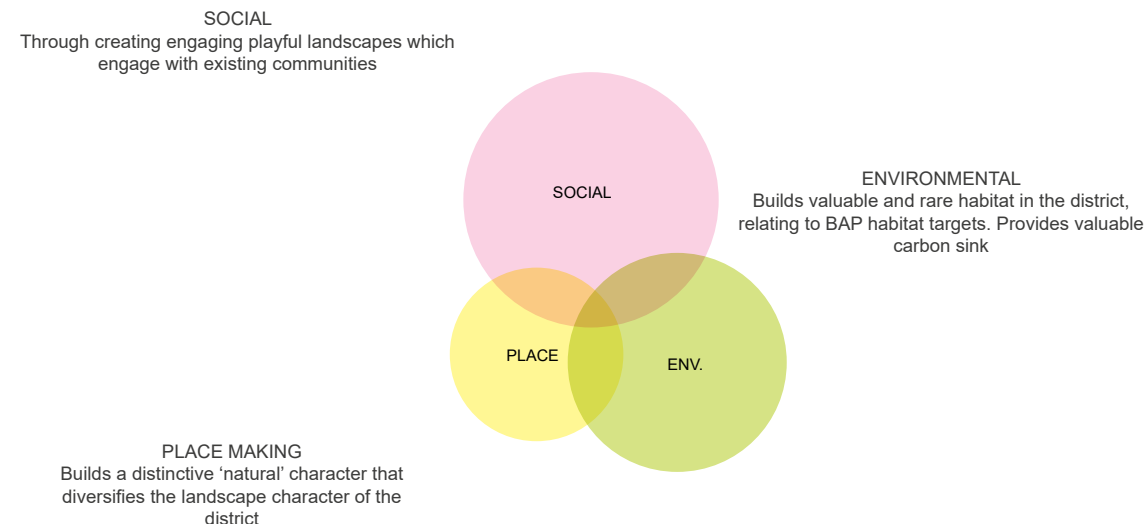 SOCIAL
Through creating engaging playful landscapes which
engage with existing communities
SOCIAL
ENVIRONMENTAL
Builds valuable and rare habitat in the district,
relating to BAP habitat targets. Provides valuable
carbon sink
PLACE
ENV.
PLACE MAKING
Builds a distinctive ‘natural’ character that
diversifies the landscape character of the
district